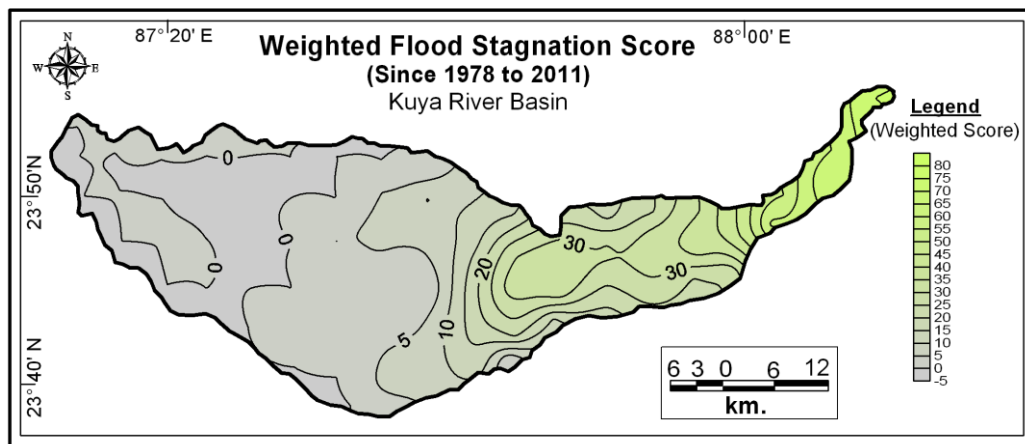 87°20' E
88°00' E
Weighted Flood Stagnation Score
(Since 1978 to 2011)
Kuya River Basin
N
W
E
S
23°50'N
23°40' N
0
0
0
5
10
20
30
30
Legend
(Weighted Score)
80
75
70
65
60
55
50
45
40
35
30
25
20
15
10
5
0
-5
6 3 0 6 12
km.